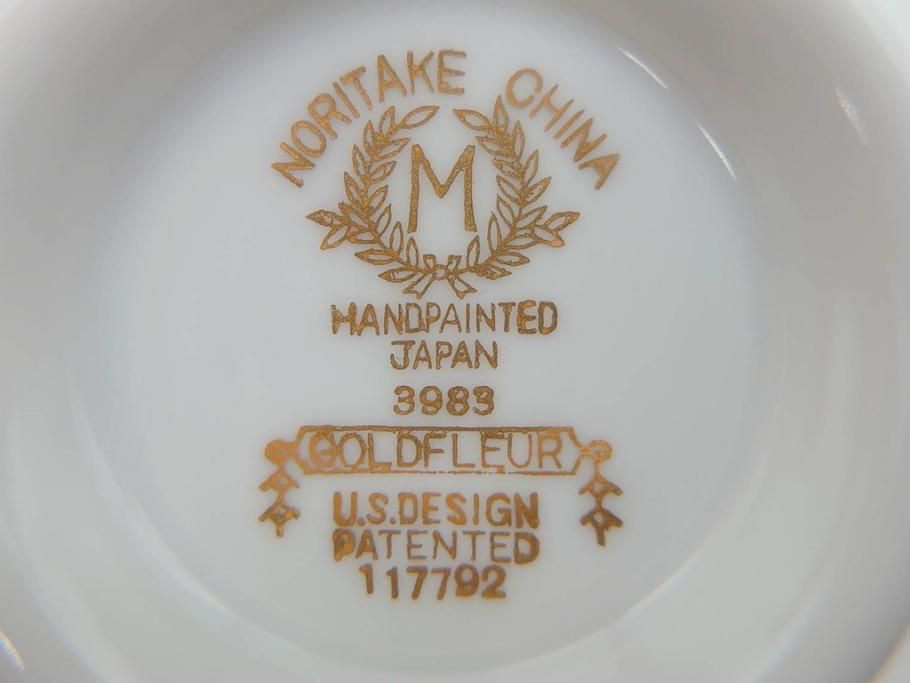 NORITAKE CHINA
M
HANDPAINTED
JAPAN
3983
GOLDFLEUR
U.S.DESIGN
PATENTED
117792